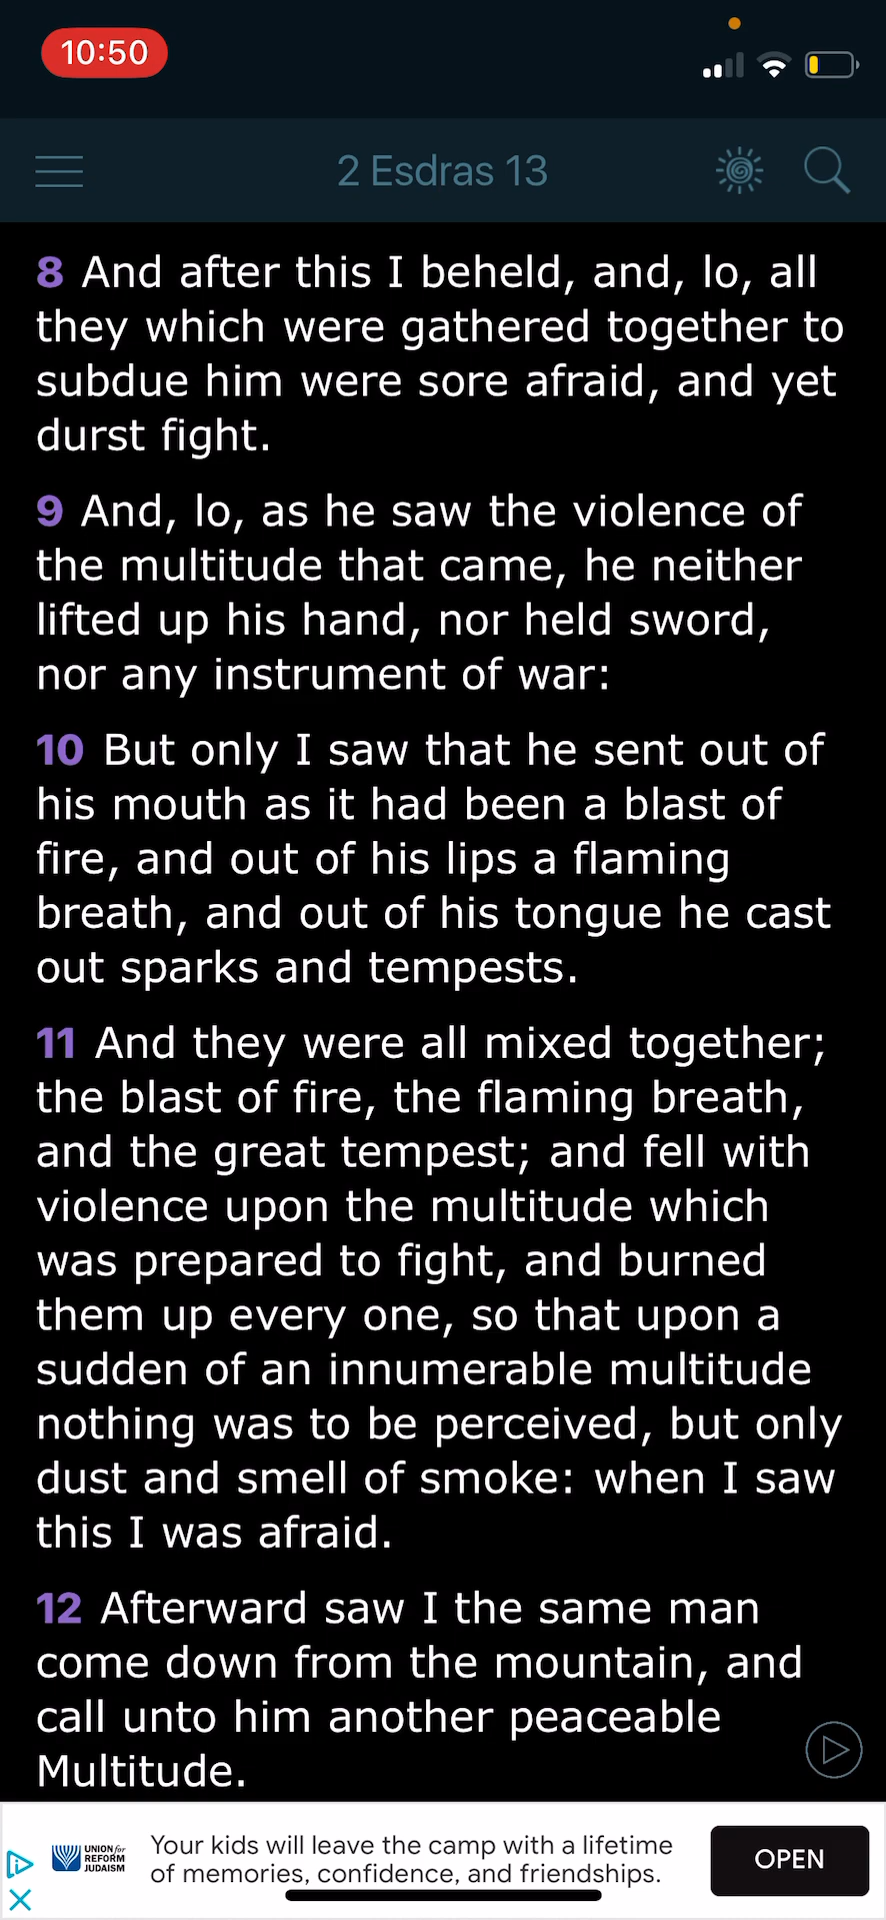 10:50
2 Esdras 13
8 And after this I beheld, and, lo, all
they which were gathered together to
subdue him were sore afraid, and yet
durst fight.
9 And, lo, as he saw the violence of
the multitude that came, he neither
lifted up his hand, nor held sword,
nor any instrument of war:
10 But only I saw that he sent out of
his mouth as it had been a blast of
fire, and out of his lips a flaming
breath, and out of his tongue he cast
out sparks and tempests.
11 And they were all mixed together;
the blast of fire, the flaming breath,
and the great tempest; and fell with
violence upon the multitude which
was prepared to fight, and burned
them up every one, so that upon a
sudden of an innumerable multitude
nothing was to be perceived, but only
dust and smell of smoke: when I saw
this I was afraid.
12 Afterward saw I the same man
come down from the mountain, and
call unto him another peaceable
Multitude.
UNION for
REFORM
JUDAISM
Your kids will leave the camp with a lifetime
of memories, confidence, and friendships.
OPEN